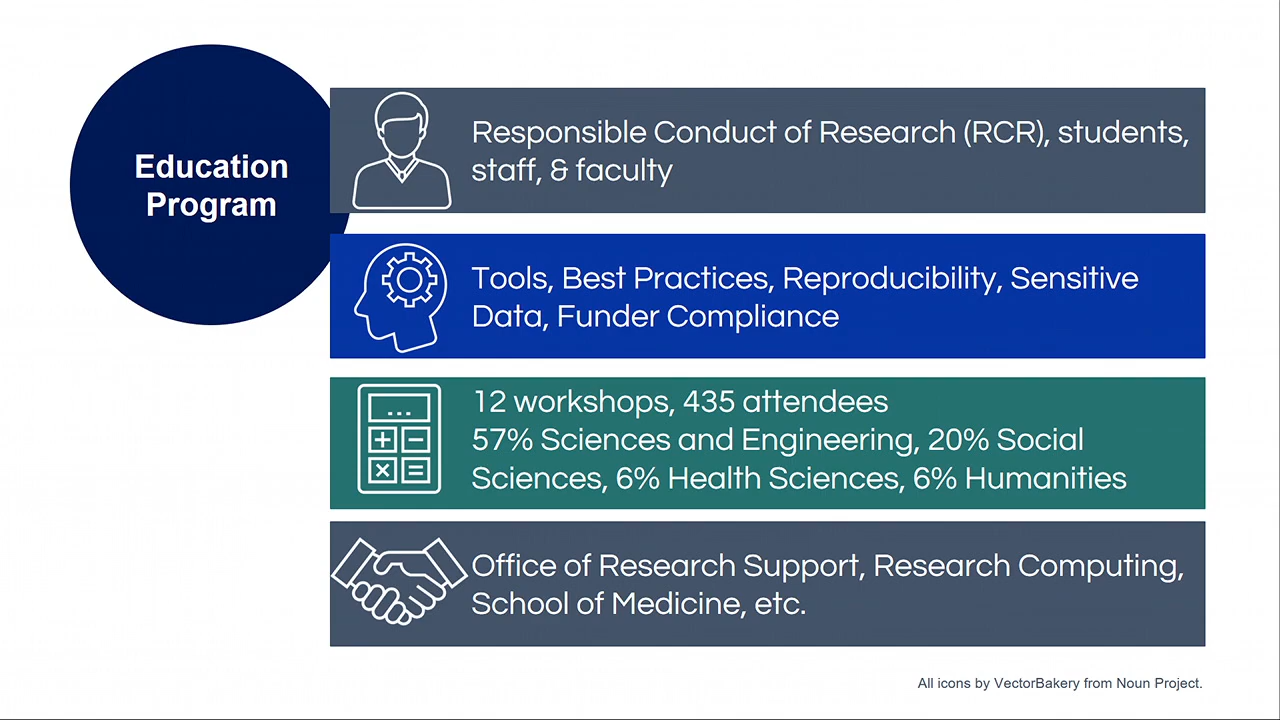 Education
Program
Responsible Conduct of Research (RCR), students,
staff, & faculty
Tools, Best Practices, Reproducibility, Sensitive
Data, Funder Compliance
12 workshops, 435 attendees
57% Sciences and Engineering, 20% Social
Sciences, 6% Health Sciences, 6% Humanities
Office of Research Support, Research Computing,
School of Medicine, etc.
All icons by VectorBakery from Noun Project.